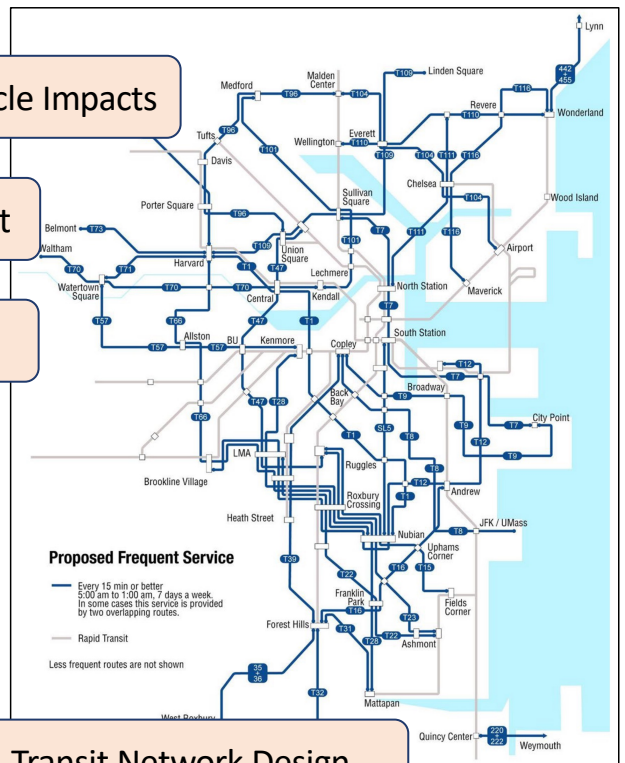 442
+
455
Lynn
Malden
Center
T109
Linden Square
Medford
T96
T104
T116
Revere
T110
Wonderland
cle Impacts
Tufts
T96
T101
Wellington
T110
Everett
T109
T104
T111
T116
Davis
Chelsea
t
Porter Square
T96
Sullivan
Square
T104
Wood Island
Belmont
T73
T109
Union
Square
T101
T7
T111
T116
Airport
Waltham
T70
T71
Harvard
T1
T47
Lechmere
Watertown
Square
T70
T70
Central
Kendall
North Station
Maverick
T57
T66
T47
T1
T7
Allston
BU
Kenmore
Copley
South Station
T57
T57
T12
T7
T66
T47
T28
Back
Bay
Broadway
T9
City Point
T7
T1
SL5
T8
T9
T12
T9
LMA
Ruggles
T8
Brookline Village
T12
T1
Andrew
Roxbury
Crossing
Heath Street
Nubian
T8
JFK / UMass
Uphams
Corner
Proposed Frequent Service
Every 15 min or better
5:00 am to 1:00 am, 7 days a week.
In some cases this service is provided
by two overlapping routes.
Rapid Transit
Less frequent routes are not shown
T39
T22
T16
T15
Franklin
Park
Fields
Corner
T16
T23
Forest Hills
T31
T28
T22
Ashmont
35
+
36
T32
Mattapan
West Roxbury
Quincy Center
220
+
222
Weymouth
Transit Network Design